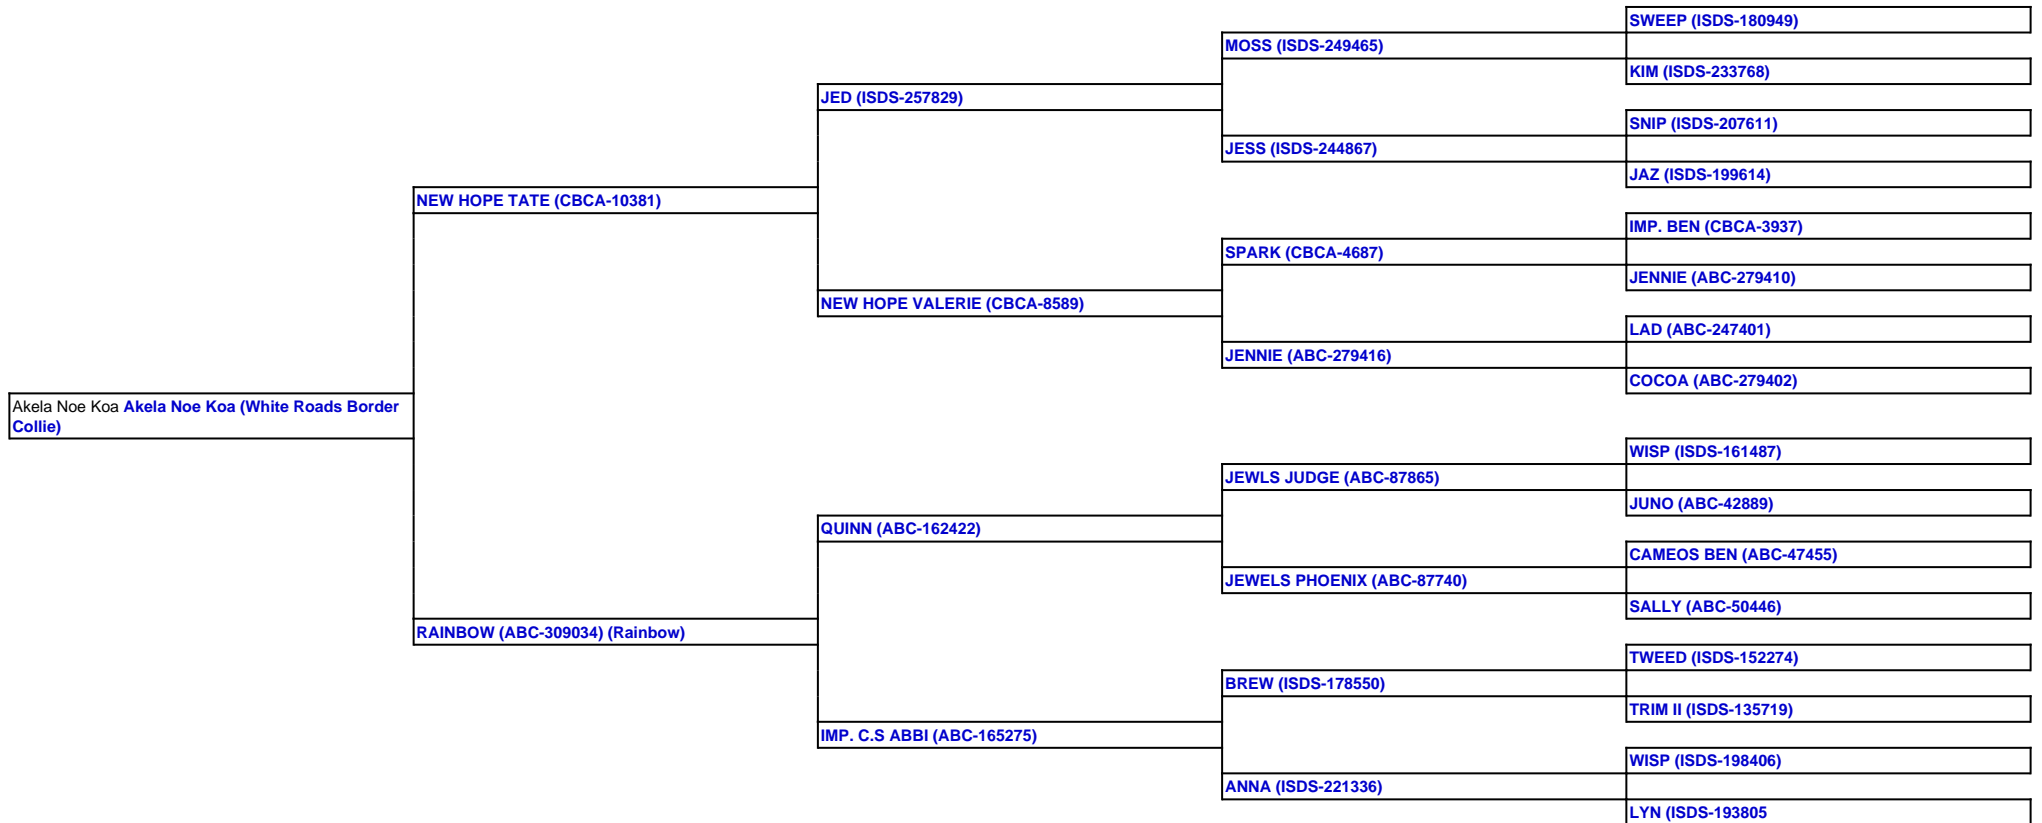 SWEEP (ISDS-180949)
MOSS (ISDS-249465)
KIM (ISDS-233768)
JED (ISDS-257829)
SNIP (ISDS-207611)
JESS (ISDS-244867)
JAZ (ISDS-199614)
NEW HOPE TATE (CBCA-10381)
IMP. BEN (CBCA-3937)
SPARK (CBCA-4687)
JENNIE (ABC-279410)
NEW HOPE VALERIE (CBCA-8589)
LAD (ABC-247401)
JENNIE (ABC-279416)
COCOA (ABC-279402)
Akela Noe Koa Akela Noe Koa (White Roads Border
Collie)
WISP (ISDS-161487)
JEWLS JUDGE (ABC-87865)
JUNO (ABC-42889)
QUINN (ABC-162422)
CAMEOS BEN (ABC-47455)
JEWELS PHOENIX (ABC-87740)
SALLY (ABC-50446)
RAINBOW (ABC-309034) (Rainbow)
TWEED (ISDS-152274)
BREW (ISDS-178550)
TRIM II (ISDS-135719)
IMP. C.S ABBI (ABC-165275)
WISP (ISDS-198406)
ANNA (ISDS-221336)
LYN (ISDS-193805